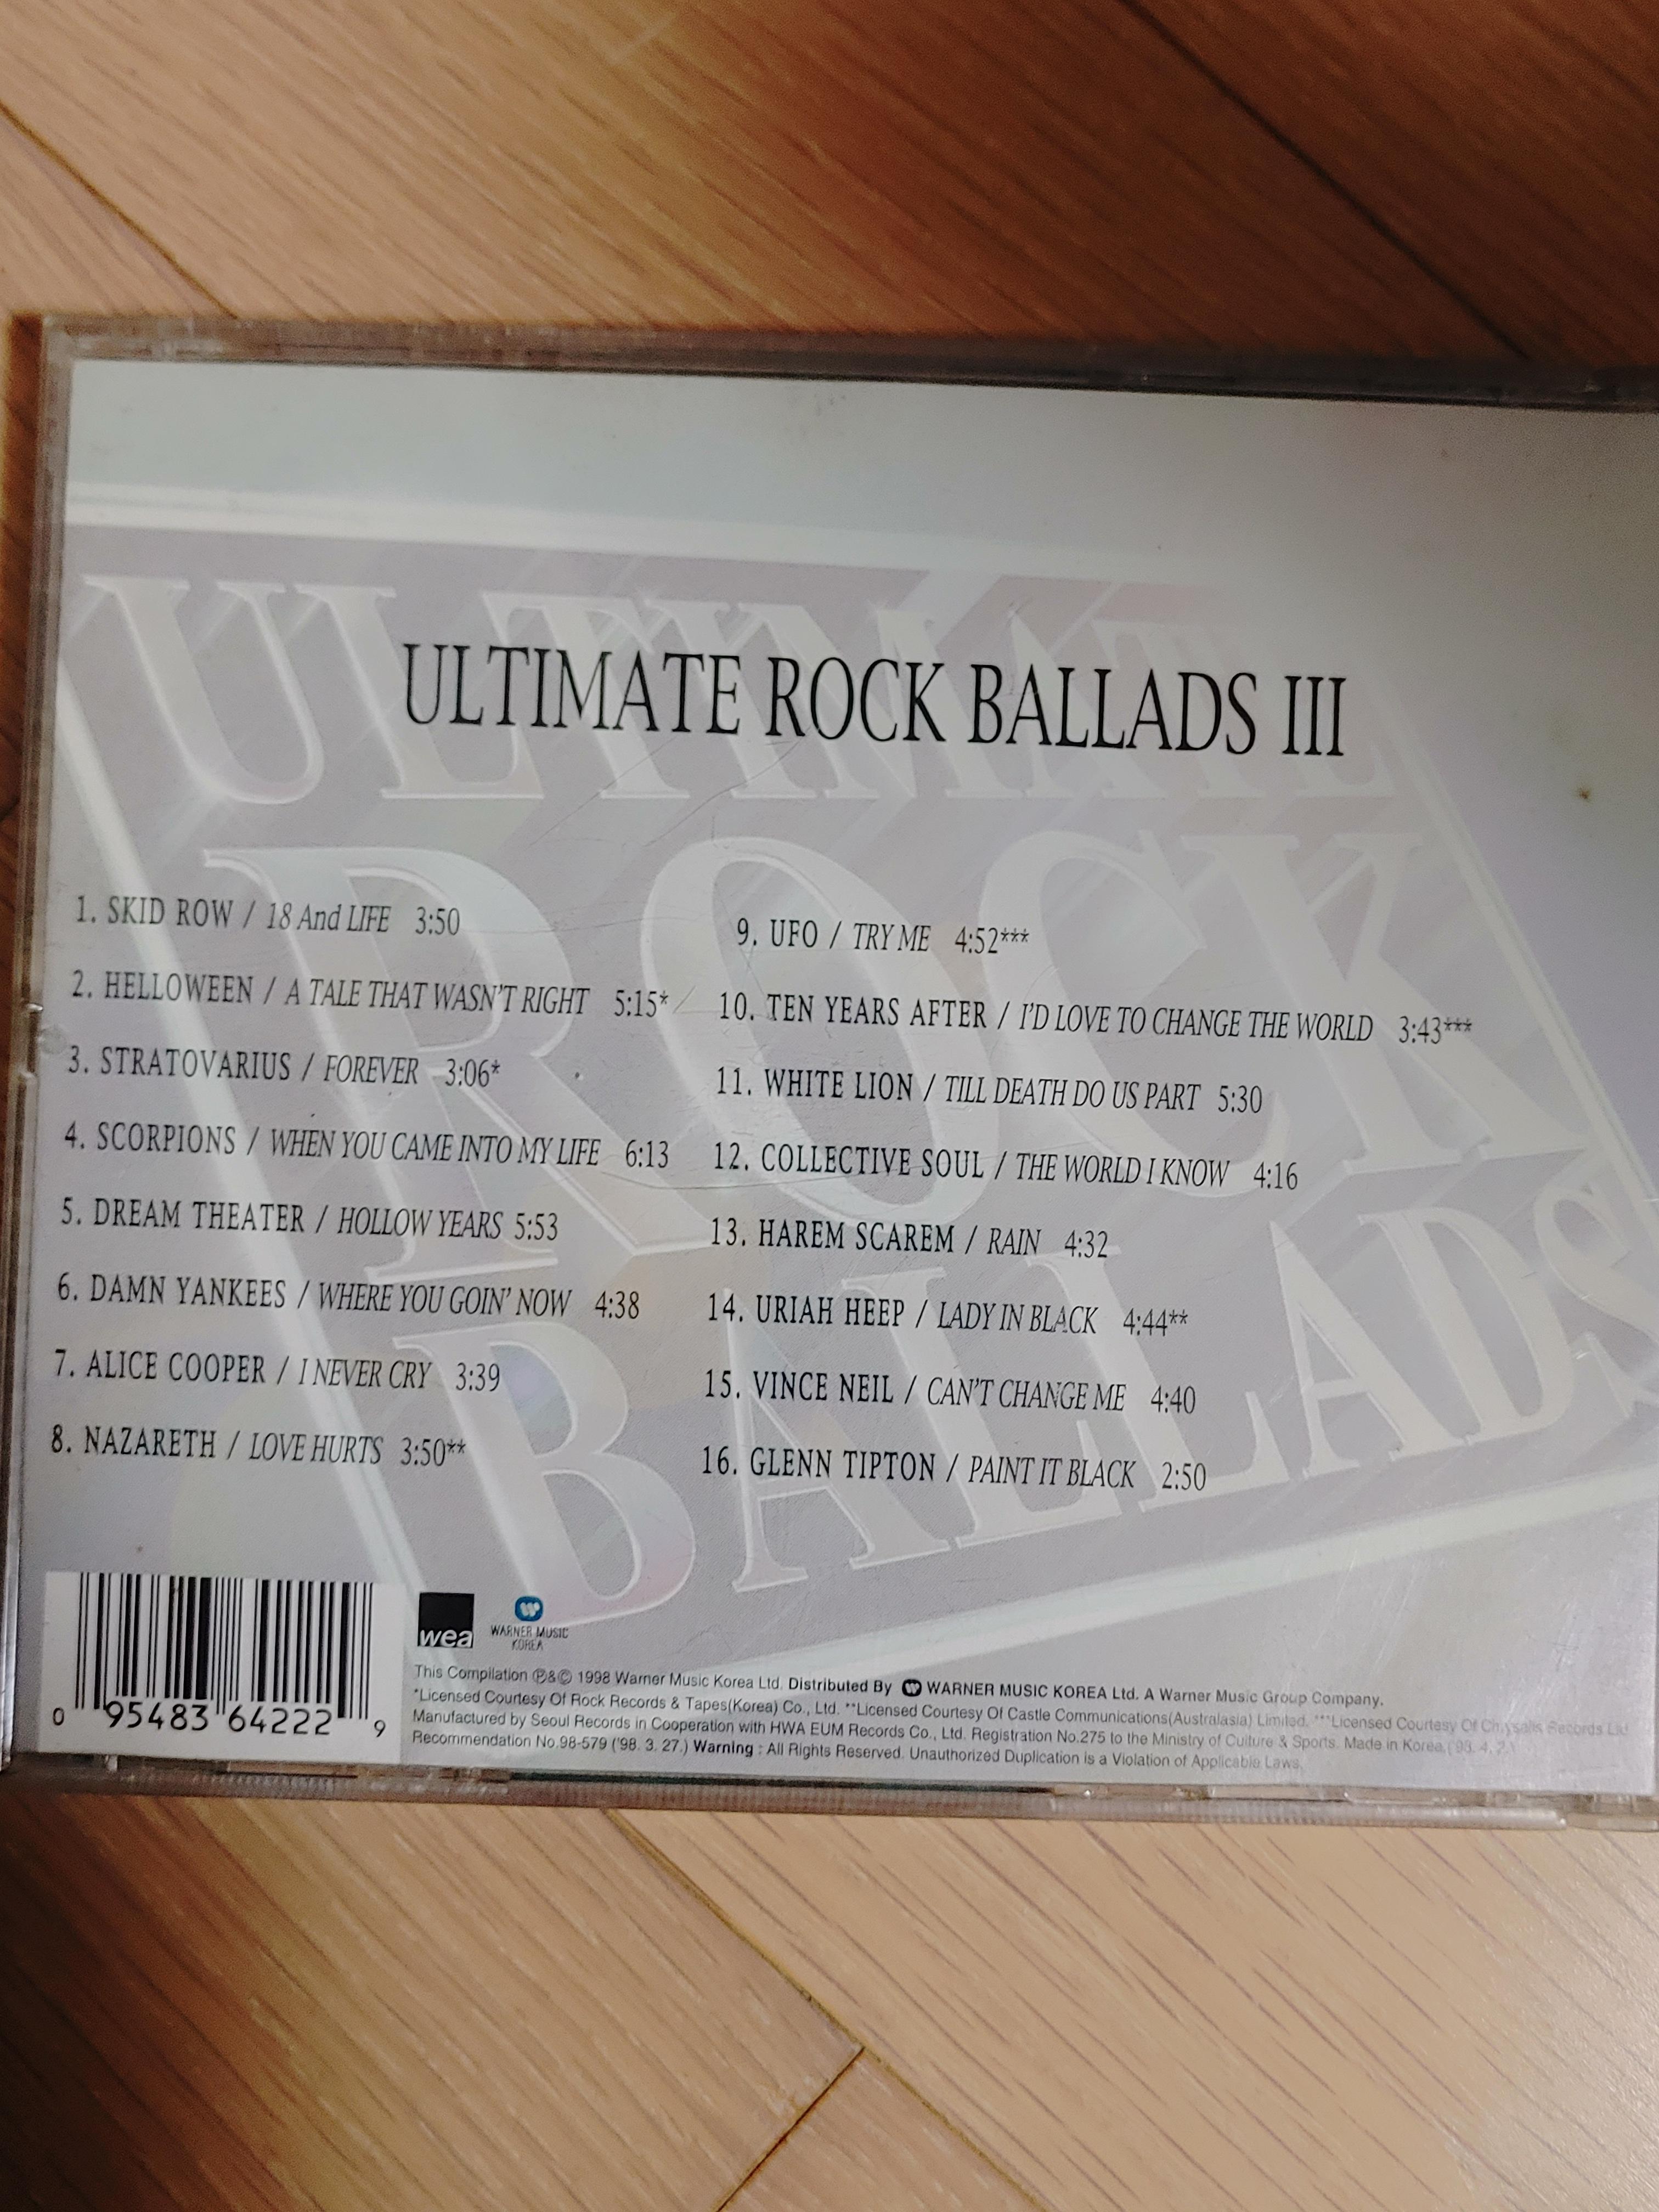 ULTIMATE ROCK BALLADS III
ULTIMATE
ROCK
BALLADS
1. SKID ROW / 18 And LIFE 3:50
2. HELLOWEEN / A TALE THAT WASN'T RIGHT 5:15*
3. STRATOVARIUS / FOREVER 3:06*
4. SCORPIONS / WHEN YOU CAME INTO MY LIFE 6:13
5. DREAM THEATER / HOLLOW YEARS 5:53
6. DAMN YANKEES / WHERE YOU GOIN' NOW 4:38
7. ALICE COOPER / I NEVER CRY 3:39
8. NAZARETH / LOVE HURTS 3:50**
9. UFO / TRY ME 4:52***
10. TEN YEARS AFTER / I'D LOVE TO CHANGE THE WORLD 3:43***
11. WHITE LION / TILL DEATH DO US PART 5:30
12. COLLECTIVE SOUL / THE WORLD I KNOW 4:16
13. HAREM SCAREM / RAIN 4:32
14. URIAH HEEP / LADY IN BLACK 4:44**
15. VINCE NEIL / CAN'T CHANGE ME 4:40
16. GLENN TIPTON / PAINT IT BLACK 2:50
0 95483 64222 9
wea
WARNER MUSIC
KOREA
This Compilation ℗&© 1998 Warner Music Korea Ltd. Distributed By WARNER MUSIC KOREA Ltd. A Warner Music Group Company.
*Licensed Courtesy Of Rock Records & Tapes(Korea) Co., Ltd. **Licensed Courtesy Of Castle Communications(Australasia) Limited. ***Licensed Courtesy Of Chrysalis Records Ltd
Manufactured by Seoul Records in Cooperation with HWA EUM Records Co., Ltd. Registration No.275 to the Ministry of Culture & Sports. Made in Korea.
Recommendation No.98-579 ('98. 3. 27.) Warning : All Rights Reserved. Unauthorized Duplication is a Violation of Applicable Laws.